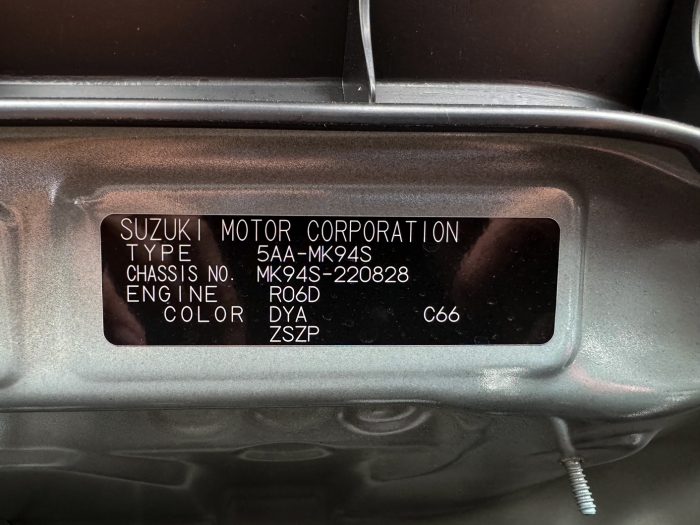 SUZUKI MOTOR CORPORATION
TYPE 5AA-MK94S
CHASSIS NO. MK94S-220828
ENGINE R06D
COLOR DYA C66
ZSZP